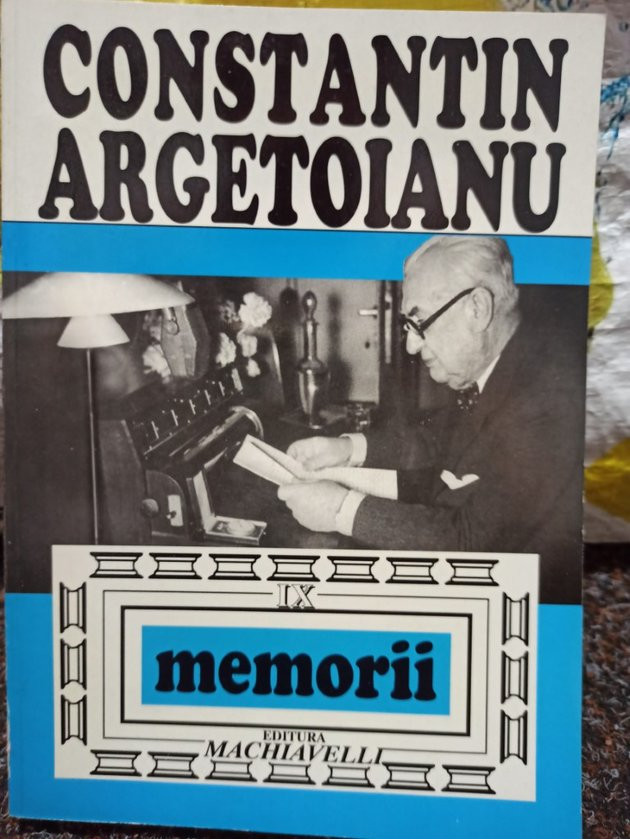 CONSTANTIN
ARGETOIANU
IX
memorii
EDITURA
MACHIAVELLI